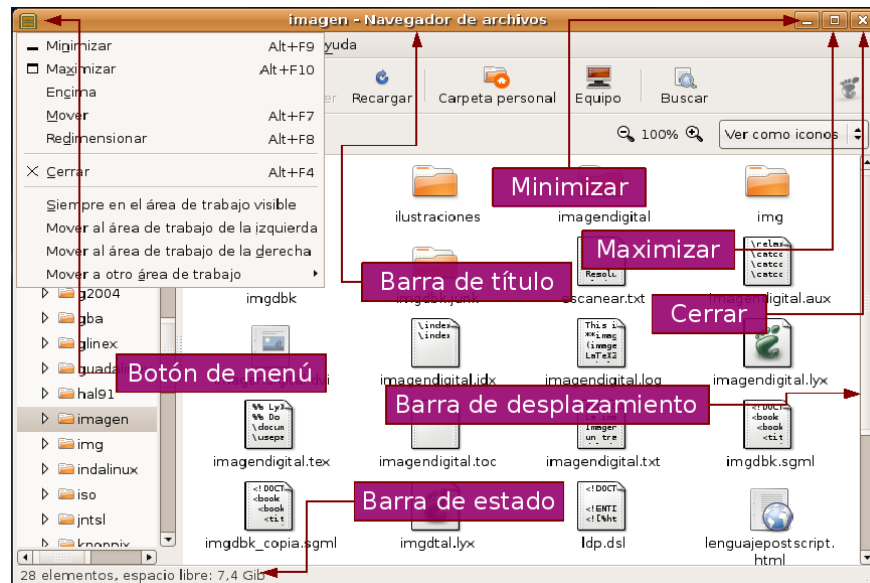 imagen - Navegador de archivos
Minimizar Alt+F9
Maximizar Alt+F10
Encima
Mover Alt+F7
Redimensionar Alt+F8
Cerrar Alt+F4
Siempre en el área de trabajo visible
Mover al área de trabajo de la izquierda
Mover al área de trabajo de la derecha
Mover a otro área de trabajo
yuda
er
Recargar
Carpeta personal
Equipo
Buscar
100%
Ver como iconos
Minimizar
Maximizar
Barra de título
Cerrar
Botón de menú
Barra de desplazamiento
Barra de estado
ilustraciones
imagendigital
img
imgdbk
imgdbk.junk
escanear.txt
imagendigital.aux
imagendigital.idx
imagendigital.log
imagendigital.lyx
imagendigital.tex
imagendigital.toc
imagendigital.txt
imgdbk.sgml
imgdbk_copia.sgml
imgdtal.lyx
ldp.dsl
lenguajepostscript.
html
g2004
gba
glinex
hal91
imagen
img
indalinux
iso
jntsl
knoppix
28 elementos, espacio libre: 7,4 Gib